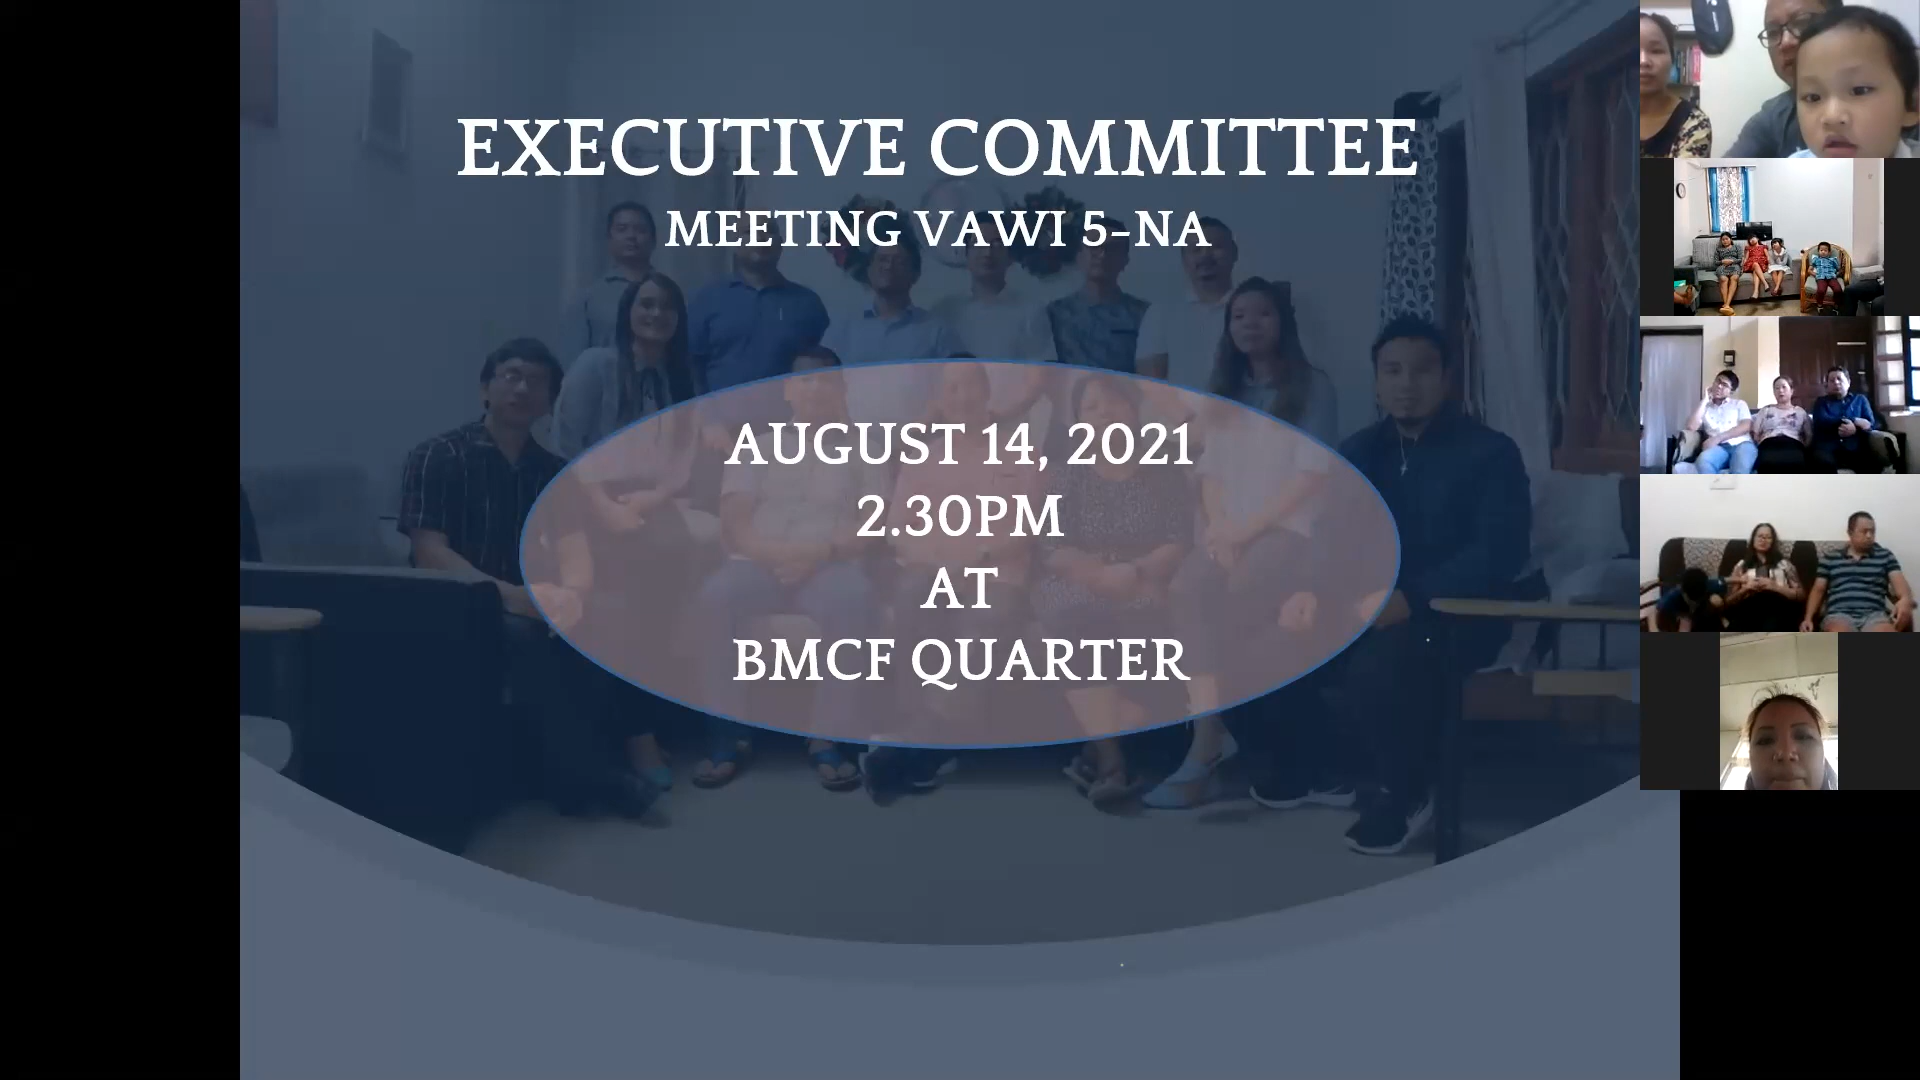 EXECUTIVE COMMITTEE
MEETING VAWI 5-NA
AUGUST 14, 2021
2.30PM
AT
BMCF QUARTER